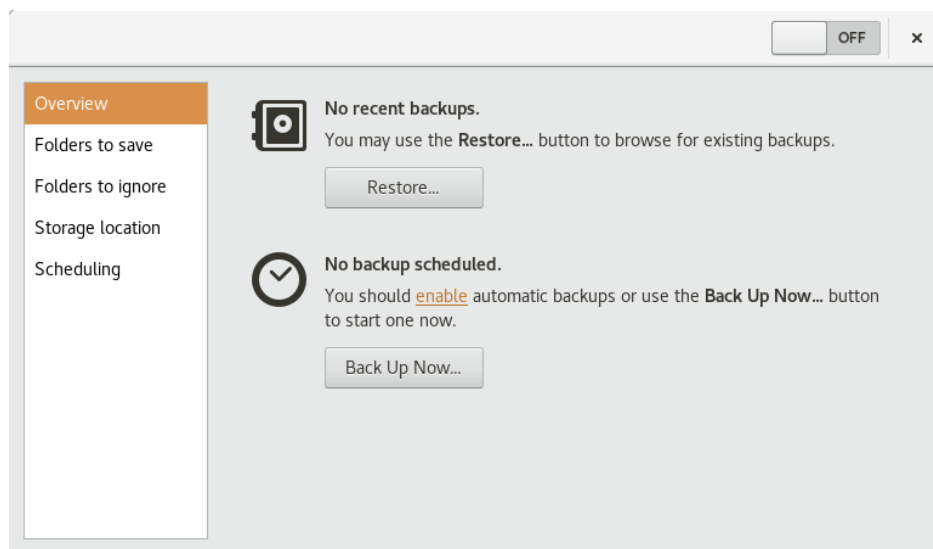 OFF
×
Overview
Folders to save
Folders to ignore
Storage location
Scheduling
No recent backups.
You may use the Restore... button to browse for existing backups.
Restore...
No backup scheduled.
You should enable automatic backups or use the Back Up Now... button
to start one now.
Back Up Now...